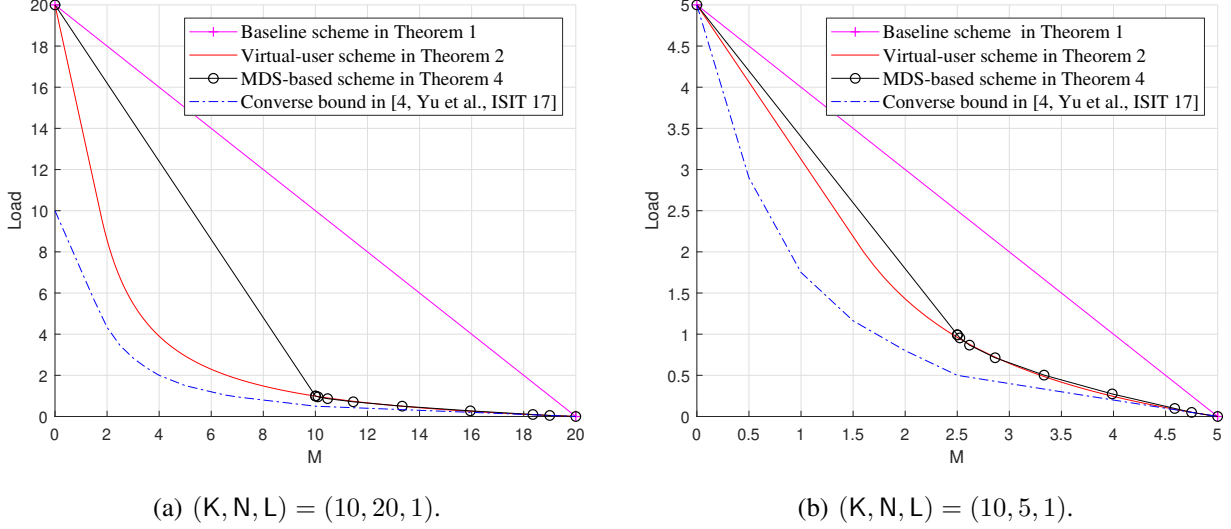 20
18
16
14
12
10
8
6
4
2
0
Load
0 2 4 6 8 10 12 14 16 18 20
M
Baseline scheme in Theorem 1
Virtual-user scheme in Theorem 2
MDS-based scheme in Theorem 4
Converse bound in [4, Yu et al., ISIT 17]
(a) (K, N, L) = (10, 20, 1).
5
4.5
4
3.5
3
2.5
2
1.5
1
0.5
0
Load
0 0.5 1 1.5 2 2.5 3 3.5 4 4.5 5
M
Baseline scheme in Theorem 1
Virtual-user scheme in Theorem 2
MDS-based scheme in Theorem 4
Converse bound in [4, Yu et al., ISIT 17]
(b) (K, N, L) = (10, 5, 1).